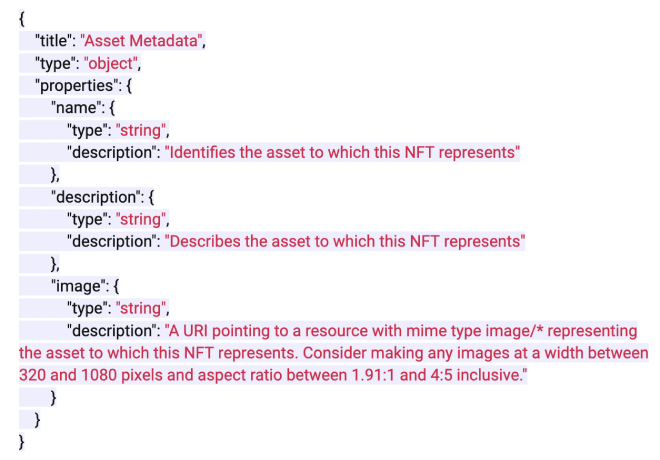 {
    "title": "Asset Metadata",
    "type": "object",
    "properties": {
        "name": {
            "type": "string",
            "description": "Identifies the asset to which this NFT represents"
        },
        "description": {
            "type": "string",
            "description": "Describes the asset to which this NFT represents"
        },
        "image": {
            "type": "string",
            "description": "A URI pointing to a resource with mime type image/* representing
the asset to which this NFT represents. Consider making any images at a width between
320 and 1080 pixels and aspect ratio between 1.91:1 and 4:5 inclusive."
        }
    }
}